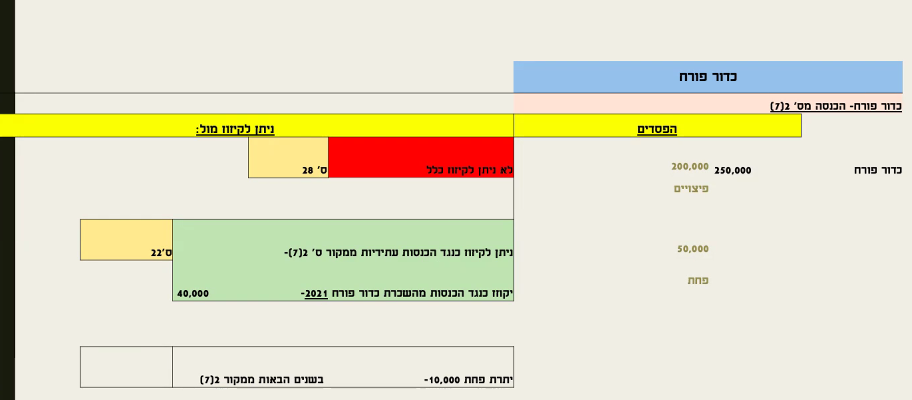 כדור פורח
כדור פורח- הכנסה מס' 2(7)
הפסדים ניתן לקיזוז מול:
כדור פורח 250,000 200,000 לא ניתן לקיזוז כלל ס' 28
פיצויים
50,000 ניתן לקיזוז כנגד הכנסות עתידיות ממקור ס' 2(7)- ס'22
פחת
יקוזז כנגד הכנסות מהשכרת כדור פורח 2021- 40,000
יתרת פחת 10,000- בשנים הבאות ממקור 2(7)